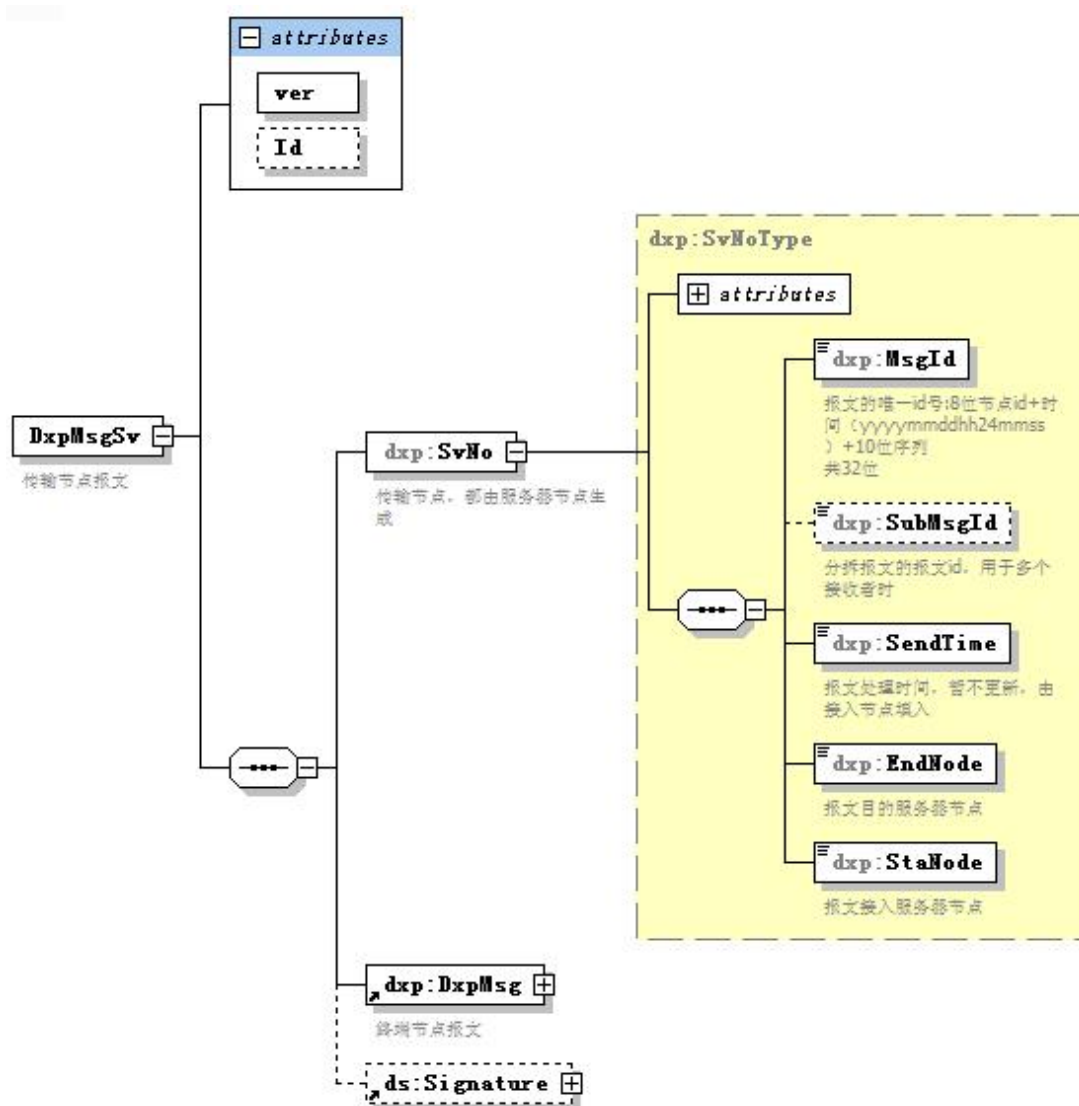 attributes
ver
Id
dxp:SvNoType
attributes
dxp:MsgId
报文的唯一id号:8位节点id+时
间（yyyymmddhh24mmss
）+10位序列
共32位
DxpMsgSv
传输节点报文
dxp:SvNo
传输节点，都由服务器节点生
成
dxp:SubMsgId
分拆报文的报文id，用于多个
接收者时
dxp:SendTime
报文处理时间，暂不更新，由
接入节点填入
dxp:EndNode
报文目的服务器节点
dxp:StaNode
报文接入服务器节点
dxp:DxpMsg
终端节点报文
ds:Signature